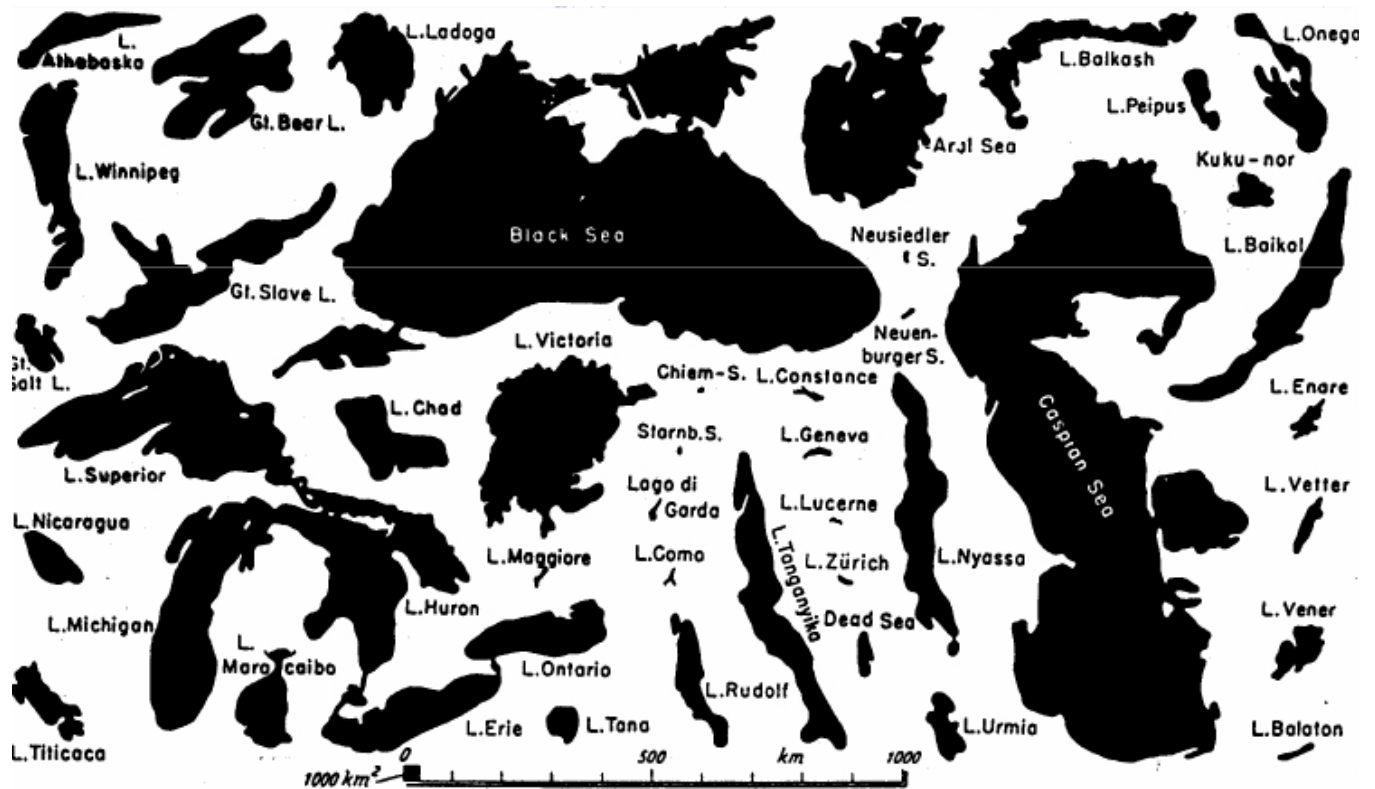 L.
Athabaska
Gt. Bear L.
L.Ladoga
L.Balkash
L.Onega
L.Peipus
Aral Sea
Kuku-nor
L.Winnipeg
Black Sea
Neusiedler
S.
L.Baikal
Gt. Slave L.
Neuen-
burger S.
Gt.
Salt L.
L.Victoria
Chiem-S.
L.Constance
L.Enare
L.Chad
Caspian Sea
Starnb.S.
L.Geneva
L.Superior
Lago di
Garda
L.Lucerne
L.Vetter
L.Nicaragua
L.Maggiore
L.Como
L.Tanganyika
L.Zürich
L.Nyassa
L.Huron
L.Michigan
Dead Sea
L.Vener
L.
Maracaibo
L.Ontario
L.Rudolf
L.Erie
L.Tana
L.Urmia
L.Balaton
L.Titicaca
0 500 km 1000
1000 km²